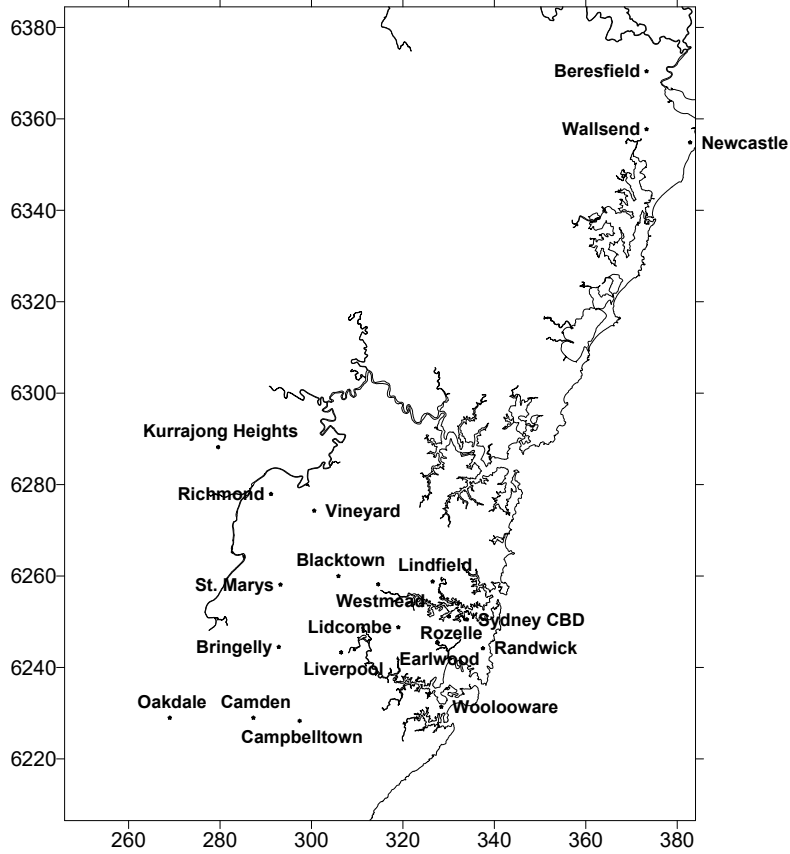 6380
Beresfield
6360
Wallsend
Newcastle
6340
6320
6300
Kurrajong Heights
6280
Richmond
Vineyard
Blacktown
Lindfield
6260
St. Marys
Westmead
Sydney CBD
Lidcombe
Rozelle
Bringelly
Randwick
Earlwood
6240
Liverpool
Oakdale
Camden
Woolooware
Campbelltown
6220
260
280
300
320
340
360
380